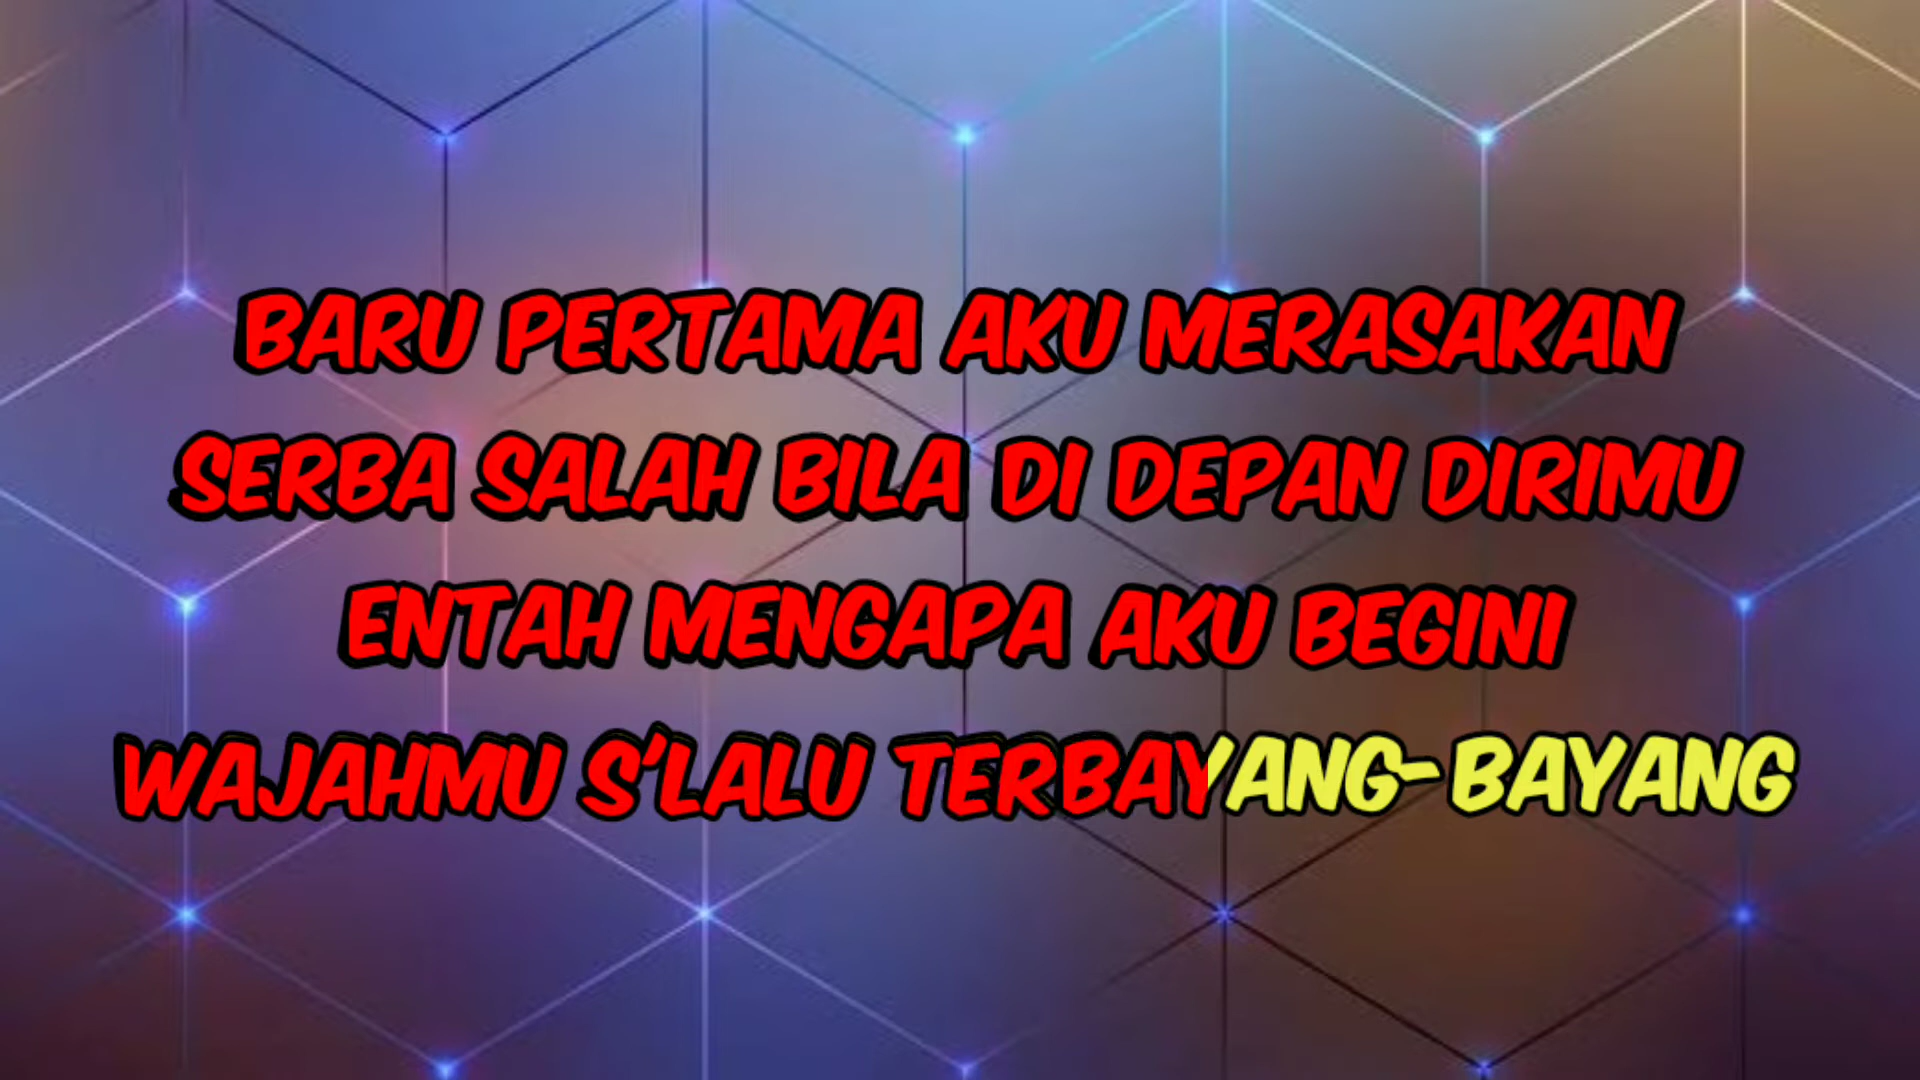 BARU PERTAMA AKU MERASAKAN
SERBA SALAH BILA DI DEPAN DIRIMU
ENTAH MENGAPA AKU BEGINI
WAJAHMU S'LALU TERBAYANG-BAYANG